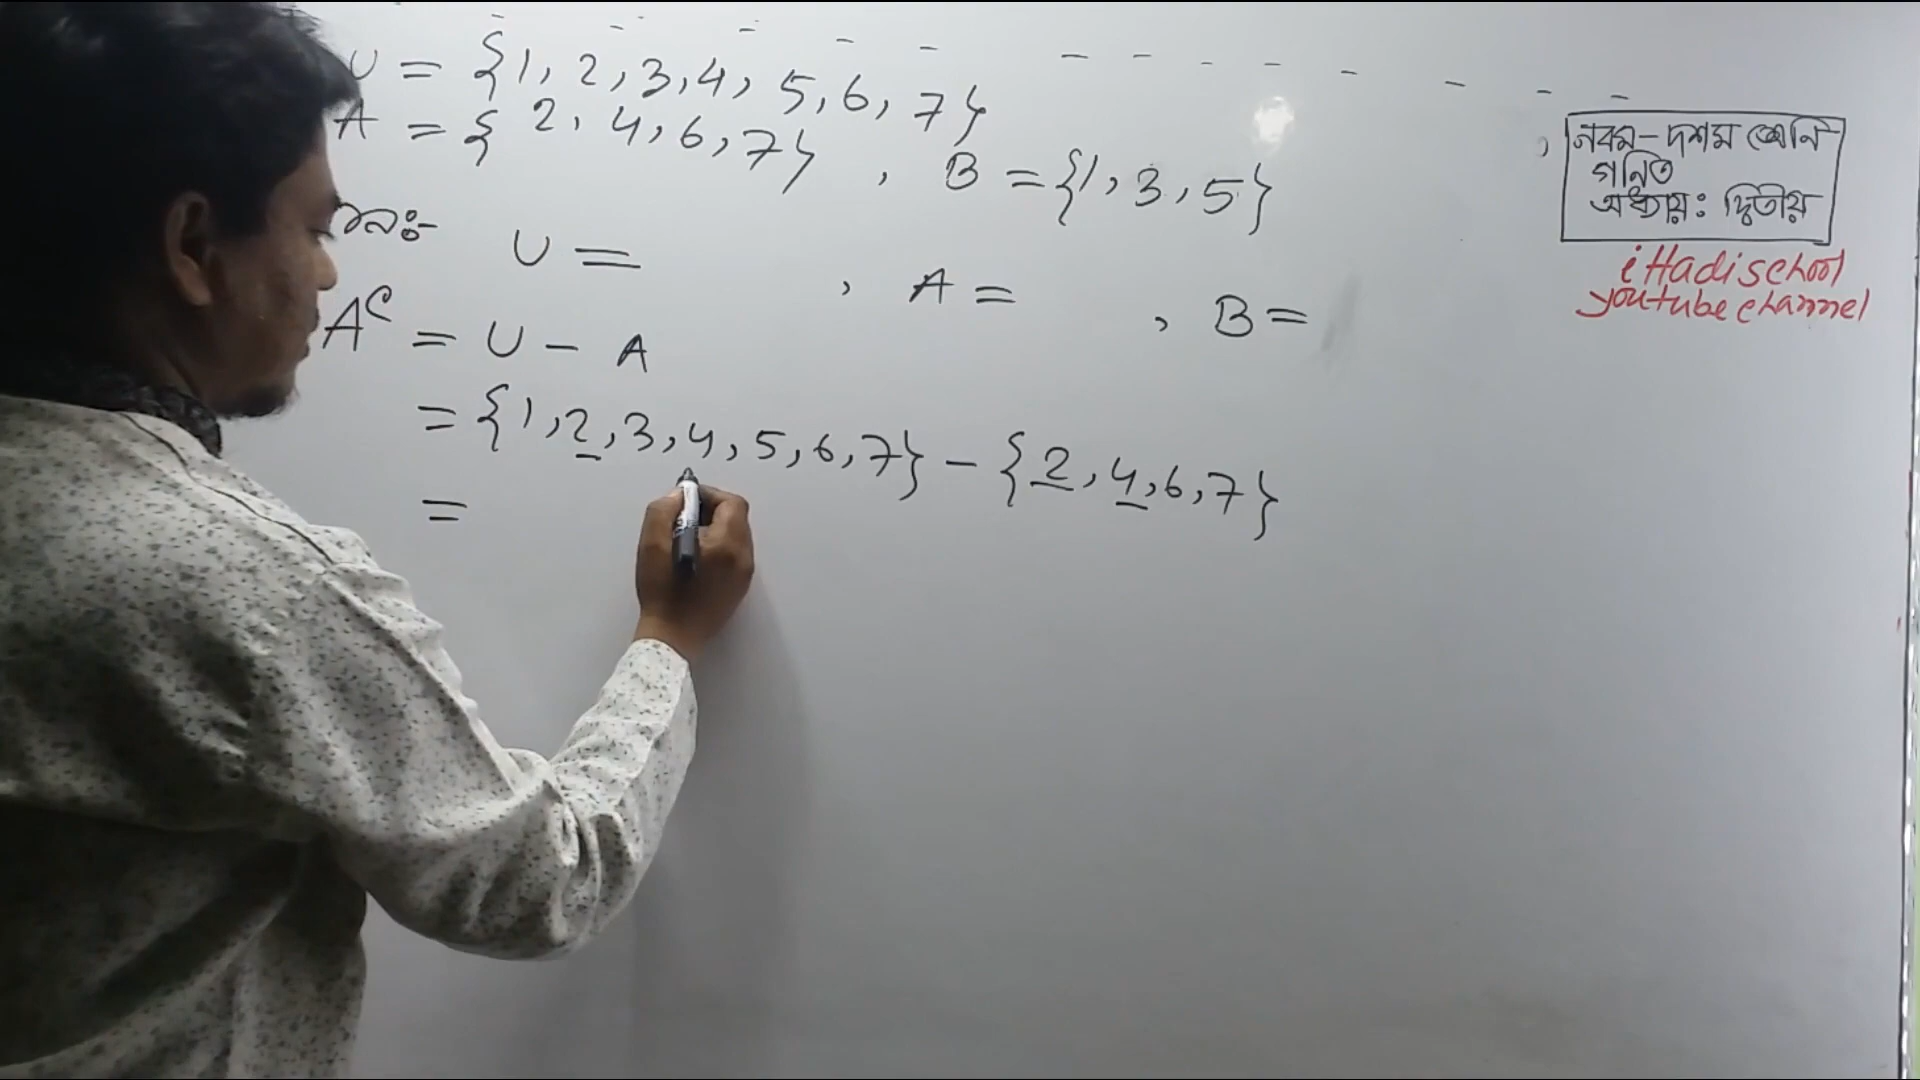 U = {1, 2, 3, 4, 5, 6, 7}
A = { 2, 4, 6, 7} , B = {1, 3, 5}
U = , A = , B =
A^c = U - A
= {1, 2, 3, 4, 5, 6, 7} - {2, 4, 6, 7}
=
নবম-দশম শ্রেনি
গনিত
অধ্যায়: দ্বিতীয়
iHadischool
youtube channel